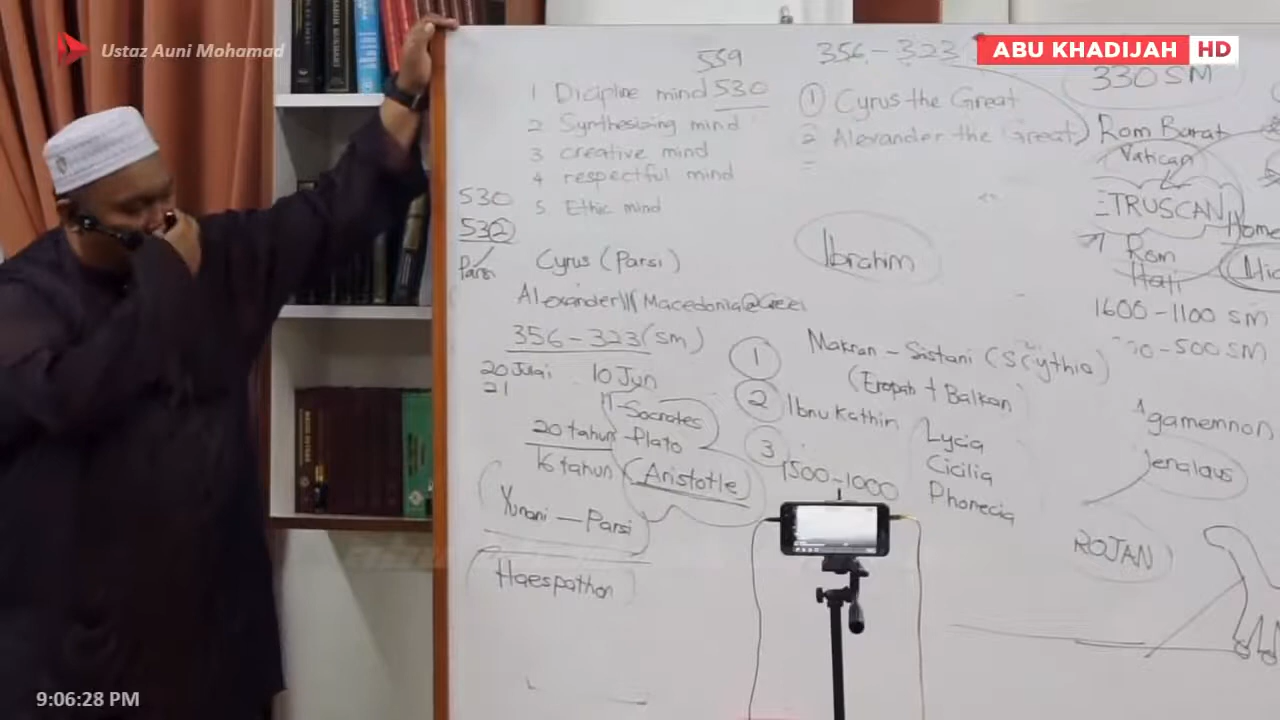 Ustaz Auni Mohamad
ABU KHADIJAH HD
559
1 Dicipline mind 530
2 Synthesizing mind
3 creative mind
4 respectful mind
5. Ethic mind
530
532
Parsi
Cyrus (Parsi)
Alexander Macedonia@
356-323 (sm)
20 Julai 10 Jun
21
Socrates
20 tahun - Plato
16 tahun (Aristotle
Yunani - Parsi
Haespathon
356-323
① Cyrus the Great
2 Alexander the Great
Ibrahim
① Makran - Sistani (Scythia)
(Eropah + Balkan)
② Ibnu Kathir
③ 1500-1000
Lycia
Cicilia
Phonecia
330 SM
Rom Barat
Vatican
ETRUSCAN
Rom
Hati
1600-1100 SM
-500 SM
Agamemnon
Jenalaus
ROJAN
9:06:28 PM